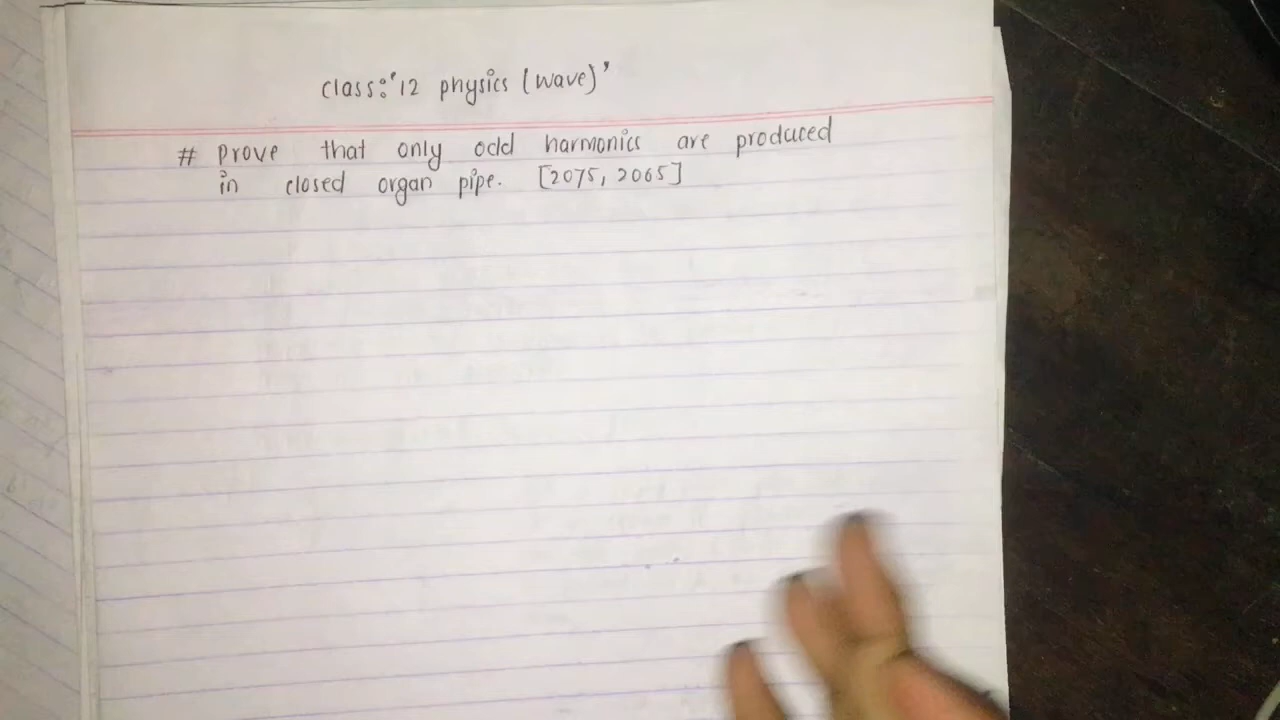 class:'12 physics (wave)'
# prove that only odd harmonics are produced
in closed organ pipe. [2075, 2065]